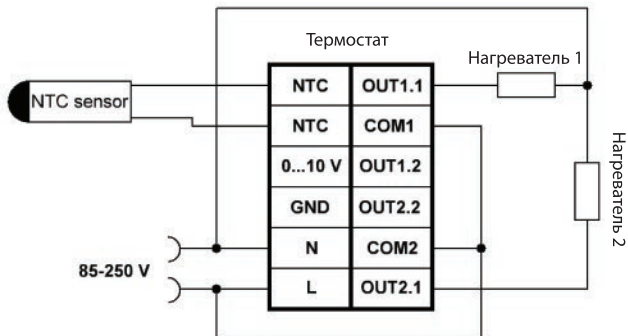 Термостат
Нагреватель 1
NTC sensor
NTC OUT1.1
NTC COM1
0...10 V OUT1.2
GND OUT2.2
N COM2
L OUT2.1
85-250 V
Нагреватель 2